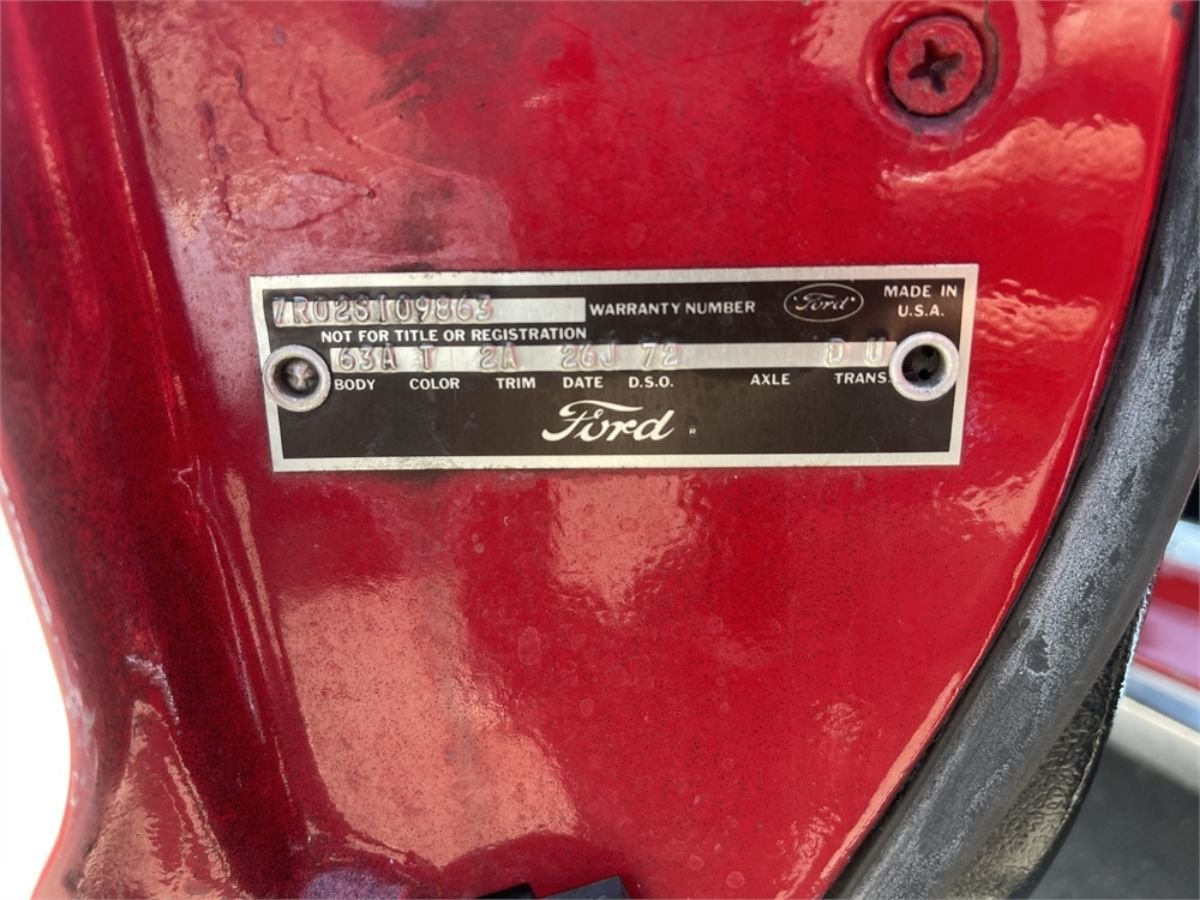 7R02S109863 WARRANTY NUMBER Ford MADE IN U.S.A.
NOT FOR TITLE OR REGISTRATION
63A T 2A 26J 72 D U
BODY COLOR TRIM DATE D.S.O. AXLE TRANS.
Ford R